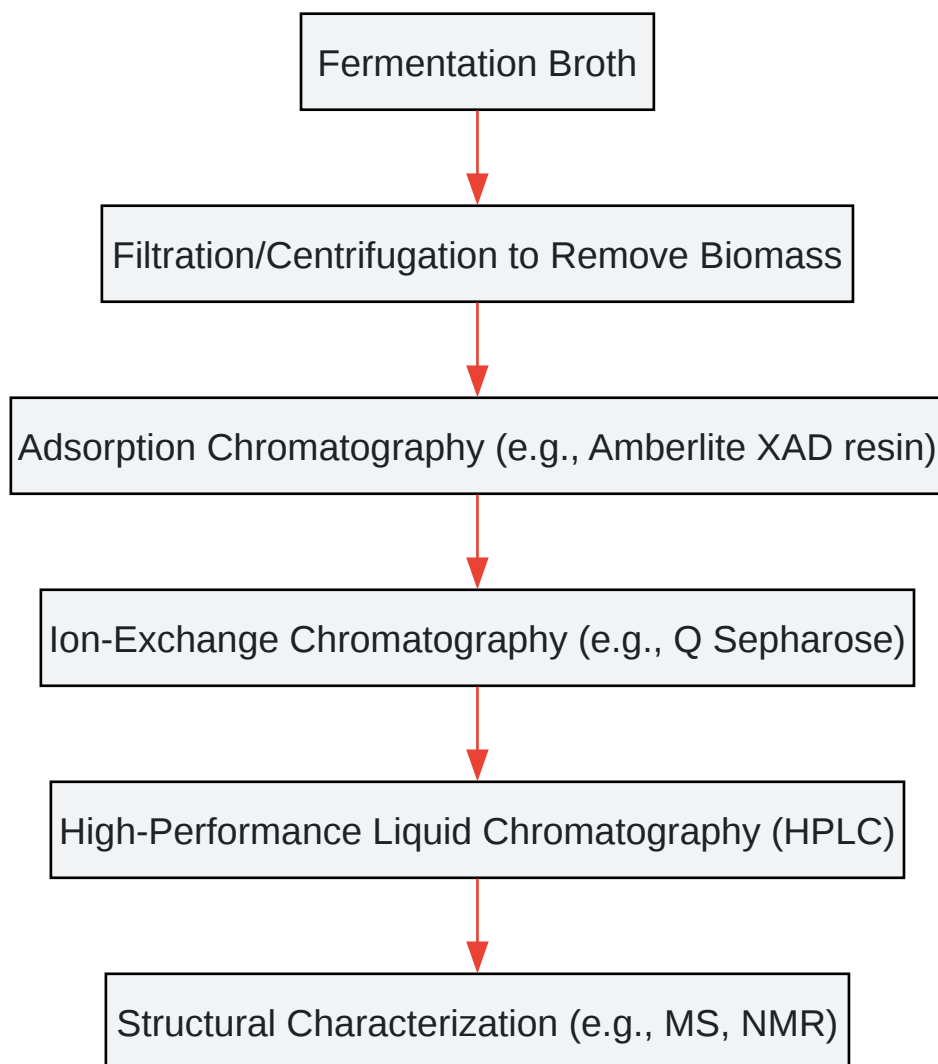 Fermentation Broth
Filtration/Centrifugation to Remove Biomass
Adsorption Chromatography (e.g., Amberlite XAD resin)
Ion-Exchange Chromatography (e.g., Q Sepharose)
High-Performance Liquid Chromatography (HPLC)
Structural Characterization (e.g., MS, NMR)